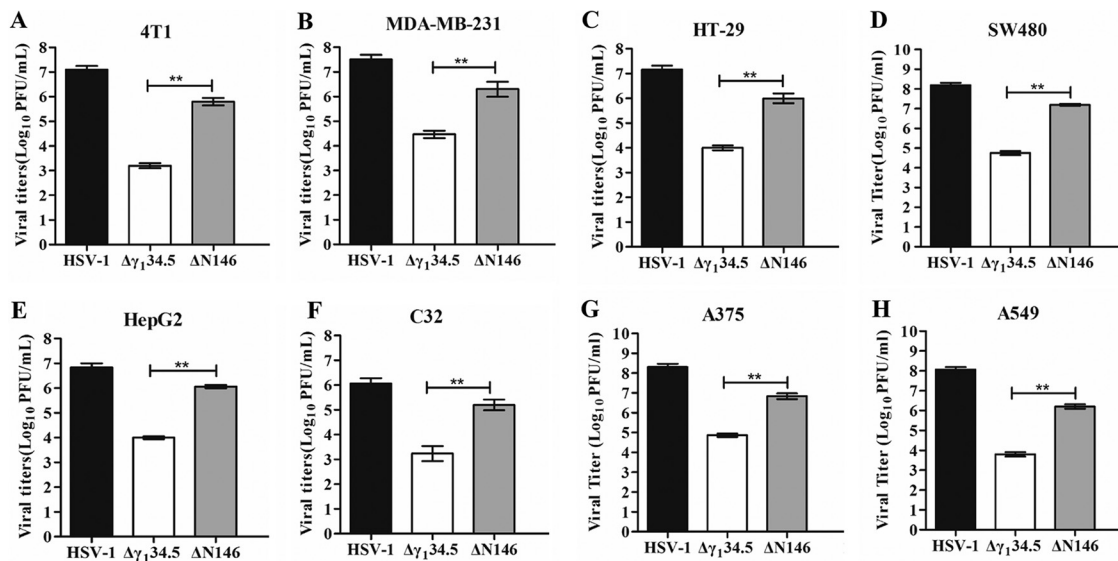 A
4T1
Viral titers(Log10 PFU/mL)
8
7
6
5
4
3
2
1
0
**
HSV-1 Δγ134.5 ΔN146
B
MDA-MB-231
Viral titers(Log10 PFU/mL)
8
7
6
5
4
3
2
1
0
**
HSV-1 Δγ134.5 ΔN146
C
HT-29
Viral titers(Log10 PFU/mL)
8
7
6
5
4
3
2
1
0
**
HSV-1 Δγ134.5 ΔN146
D
SW480
Viral Titer(Log10 PFU/ml)
10
9
8
7
6
5
4
3
2
1
0
**
HSV-1 Δγ134.5 ΔN146
E
HepG2
Viral titers(Log10 PFU/mL)
8
7
6
5
4
3
2
1
0
**
HSV-1 Δγ134.5 ΔN146
F
C32
Viral titers(Log10 PFU/mL)
8
7
6
5
4
3
2
1
0
**
HSV-1 Δγ134.5 ΔN146
G
A375
Viral Titer (Log10 PFU/ml)
10
9
8
7
6
5
4
3
2
1
0
**
HSV-1 Δγ134.5 ΔN146
H
A549
Viral Titer (Log10 PFU/ml)
10
9
8
7
6
5
4
3
2
1
0
**
HSV-1 Δγ134.5 ΔN146